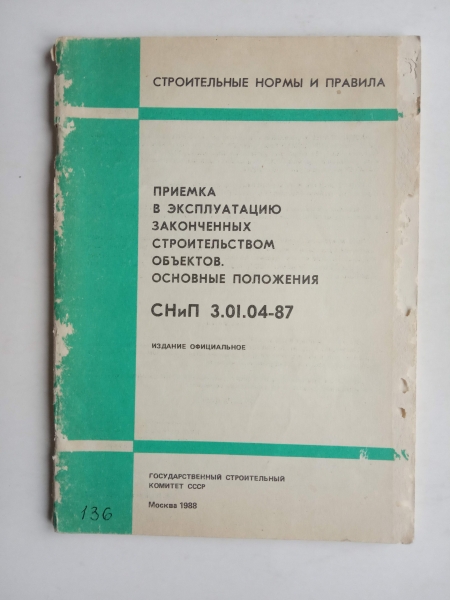 СТРОИТЕЛЬНЫЕ НОРМЫ И ПРАВИЛА
ПРИЕМКА
В ЭКСПЛУАТАЦИЮ
ЗАКОНЧЕННЫХ
СТРОИТЕЛЬСТВОМ
ОБЪЕКТОВ.
ОСНОВНЫЕ ПОЛОЖЕНИЯ
СНиП 3.01.04-87
ИЗДАНИЕ ОФИЦИАЛЬНОЕ
ГОСУДАРСТВЕННЫЙ СТРОИТЕЛЬНЫЙ
КОМИТЕТ СССР
Москва 1988
136